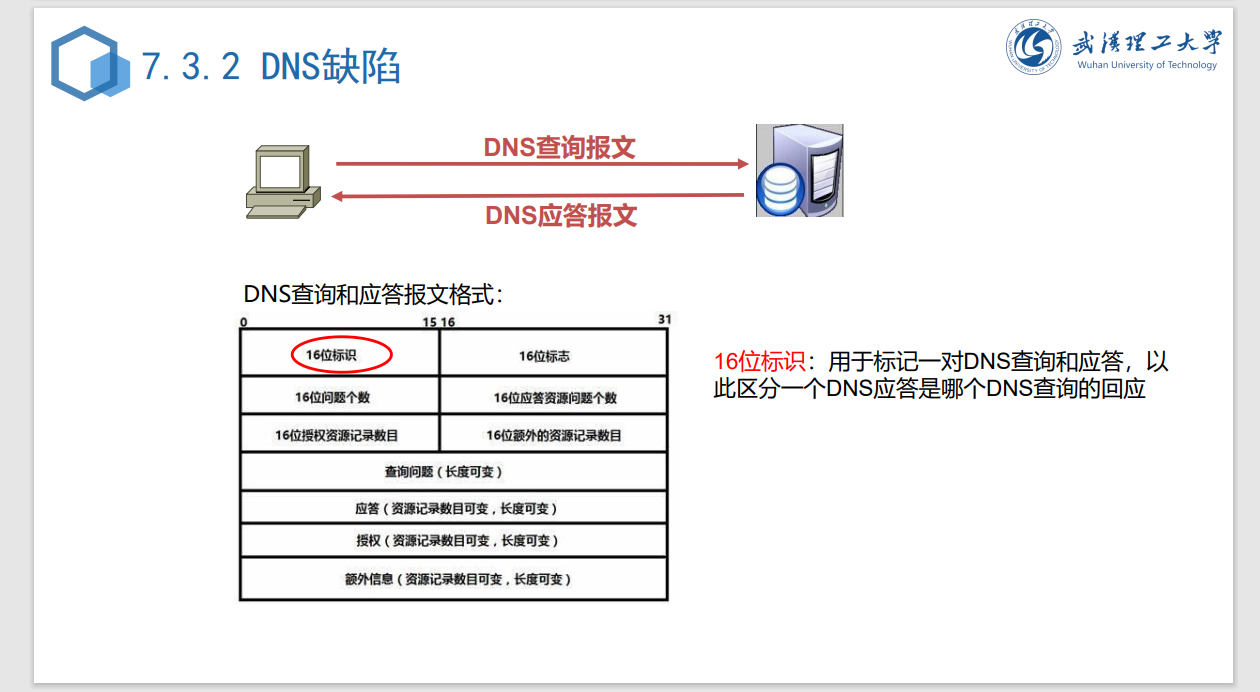 7.3.2 DNS缺陷
武汉理工大学
Wuhan University of Technology
DNS查询报文
DNS应答报文
DNS查询和应答报文格式：
0 15 16 31
16位标识 16位标志
16位问题个数 16位应答资源问题个数
16位授权资源记录数目 16位额外的资源记录数目
查询问题（长度可变）
应答（资源记录数目可变，长度可变）
授权（资源记录数目可变，长度可变）
额外信息（资源记录数目可变，长度可变）
16位标识：用于标记一对DNS查询和应答，以
此区分一个DNS应答是哪个DNS查询的回应